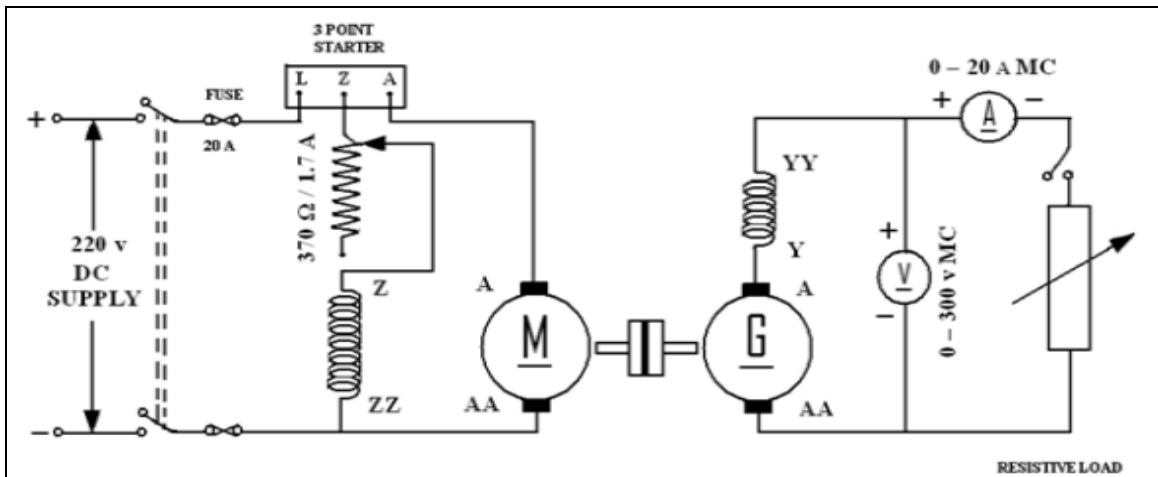 3 POINT
STARTER
L Z A
FUSE
20 A
+
−
220 v
DC
SUPPLY
370 Ω / 1.7 A
Z
ZZ
A
M
AA
A
G
AA
YY
Y
0 – 20 A MC
+ −
A
+
V
−
0 – 300 v MC
RESISTIVE LOAD